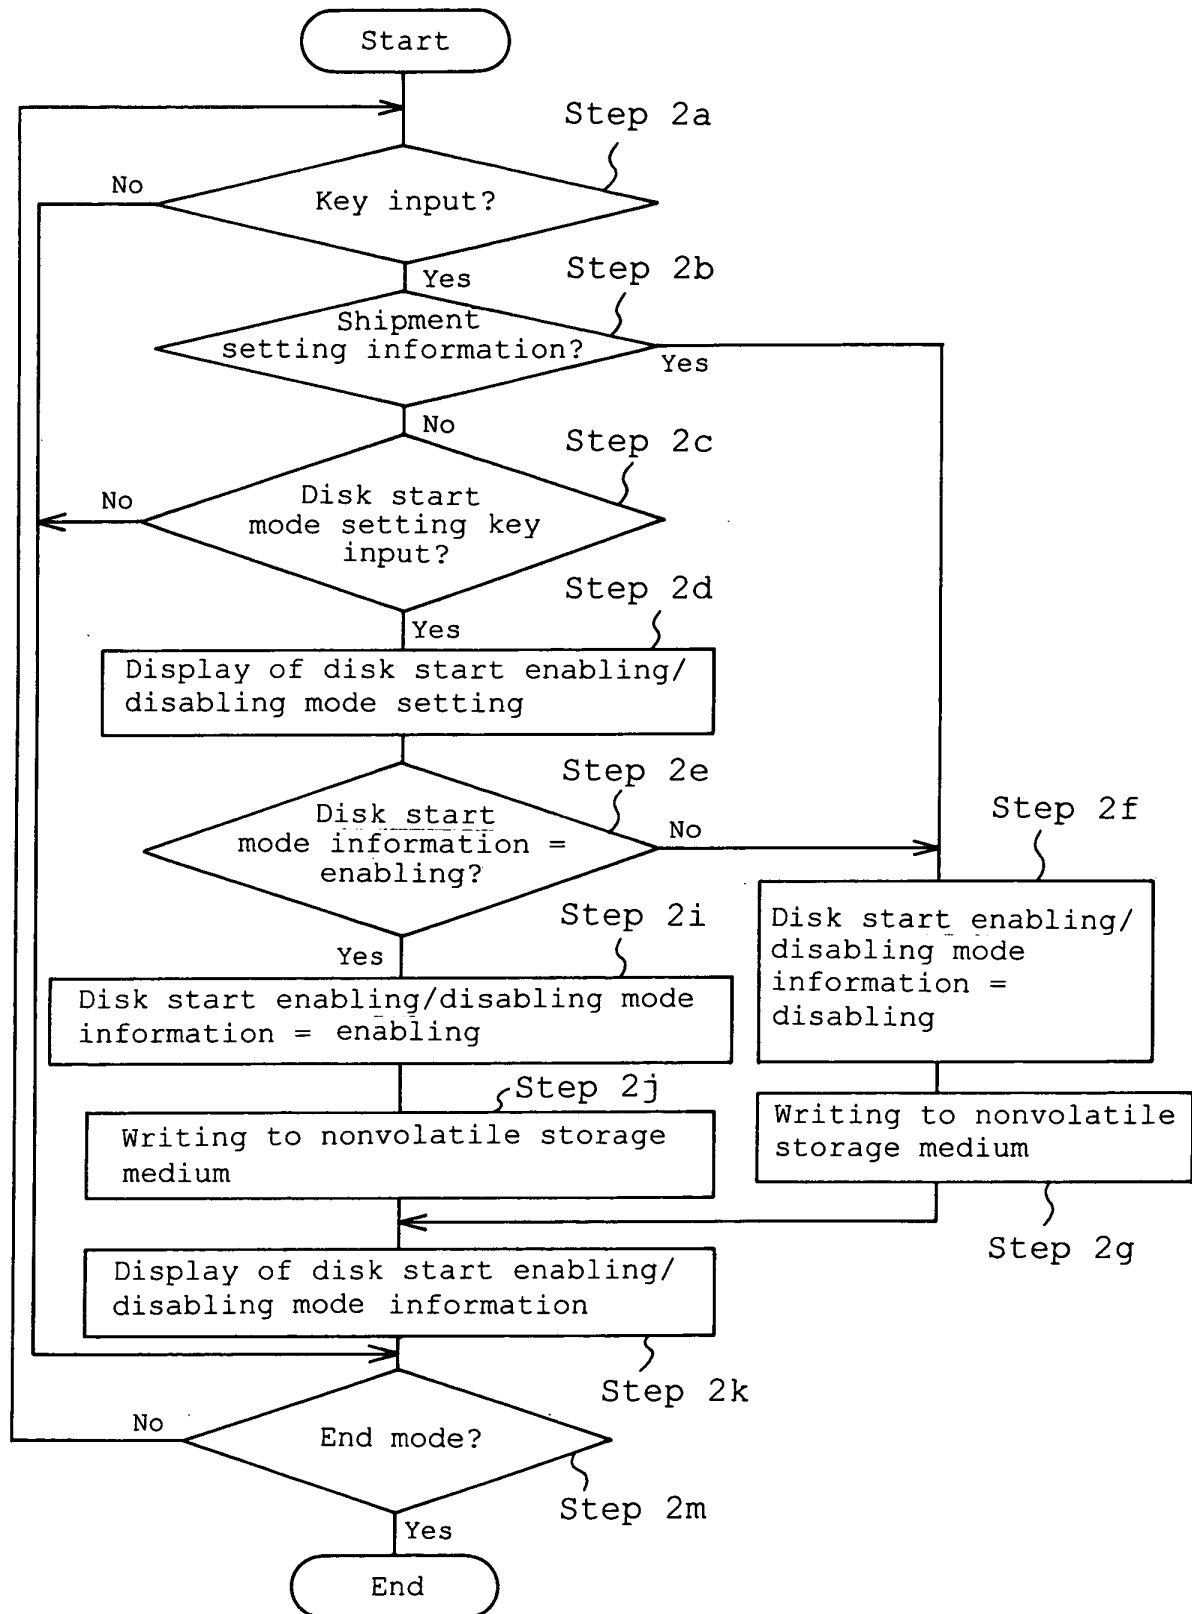 Start
Step 2a
No
Key input?
Yes
Step 2b
Shipment
setting information?
Yes
No
Step 2c
No
Disk start
mode setting key
input?
Step 2d
Yes
Display of disk start enabling/
disabling mode setting
Step 2e
Disk start
mode information =
enabling?
No
Step 2f
Disk start enabling/
disabling mode
information =
disabling
Step 2i
Yes
Disk start enabling/disabling mode
information = enabling
Step 2j
Writing to nonvolatile storage
medium
Writing to nonvolatile
storage medium
Step 2g
Display of disk start enabling/
disabling mode information
Step 2k
No
End mode?
Step 2m
Yes
End